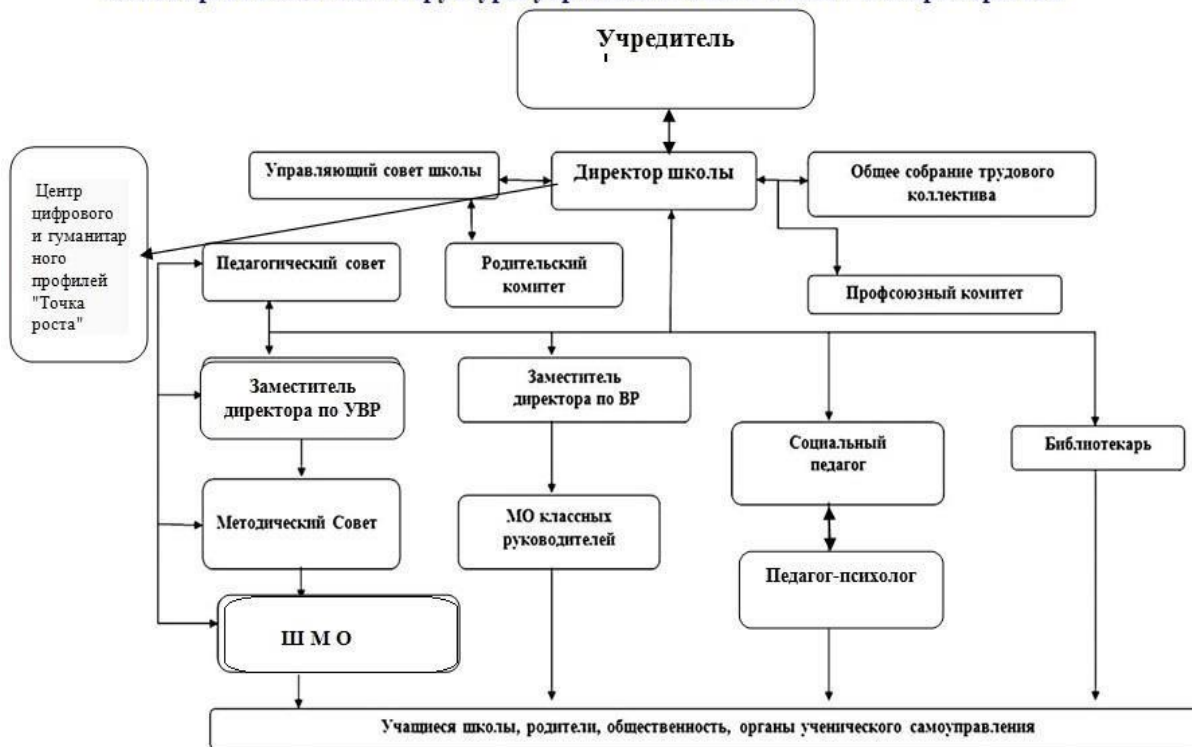 Учредитель
Управляющий совет школы
Директор школы
Общее собрание трудового
коллектива
Центр
цифрового
и гуманитар
ного
профилей
"Точка
роста"
Педагогический совет
Родительский
комитет
Профсоюзный комитет
Заместитель
директора по УВР
Заместитель
директора по ВР
Социальный
педагог
Библиотекарь
Методический Совет
МО классных
руководителей
Педагог-психолог
Ш М О
Учащиеся школы, родители, общественность, органы ученического самоуправления